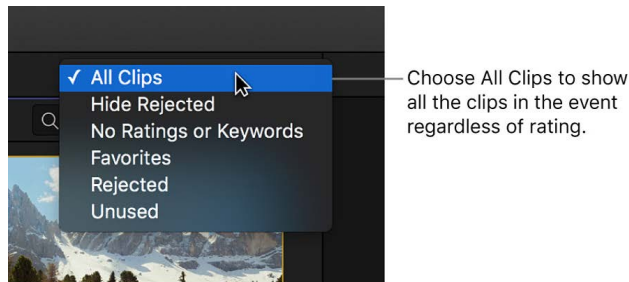 ✓ All Clips
Hide Rejected
No Ratings or Keywords
Favorites
Rejected
Unused
Choose All Clips to show
all the clips in the event
regardless of rating.